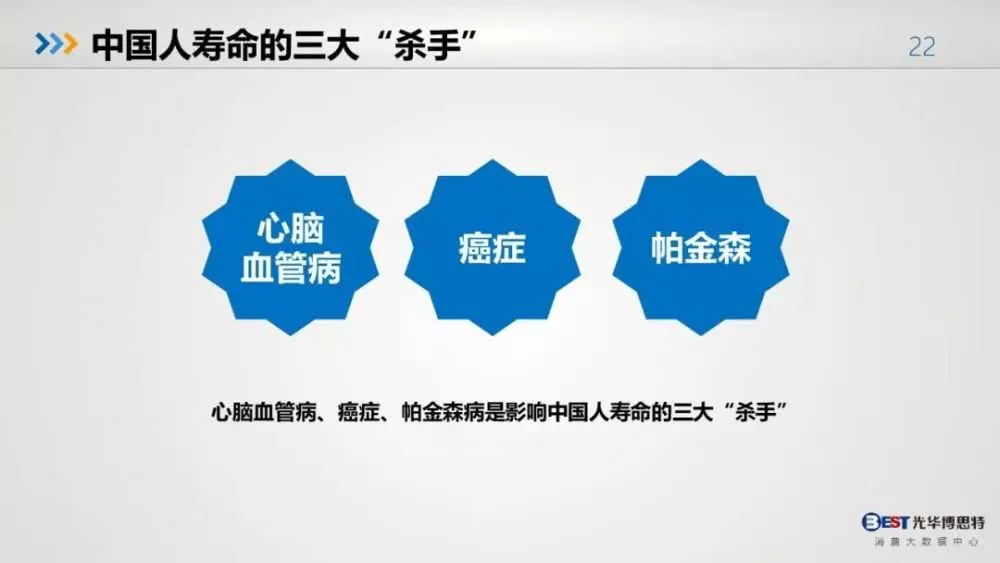 中国人寿命的三大“杀手”
22
心脑
血管病
癌症
帕金森
心脑血管病、癌症、帕金森病是影响中国人寿命的三大“杀手”
BEST 光华博思特
消费大数据中心